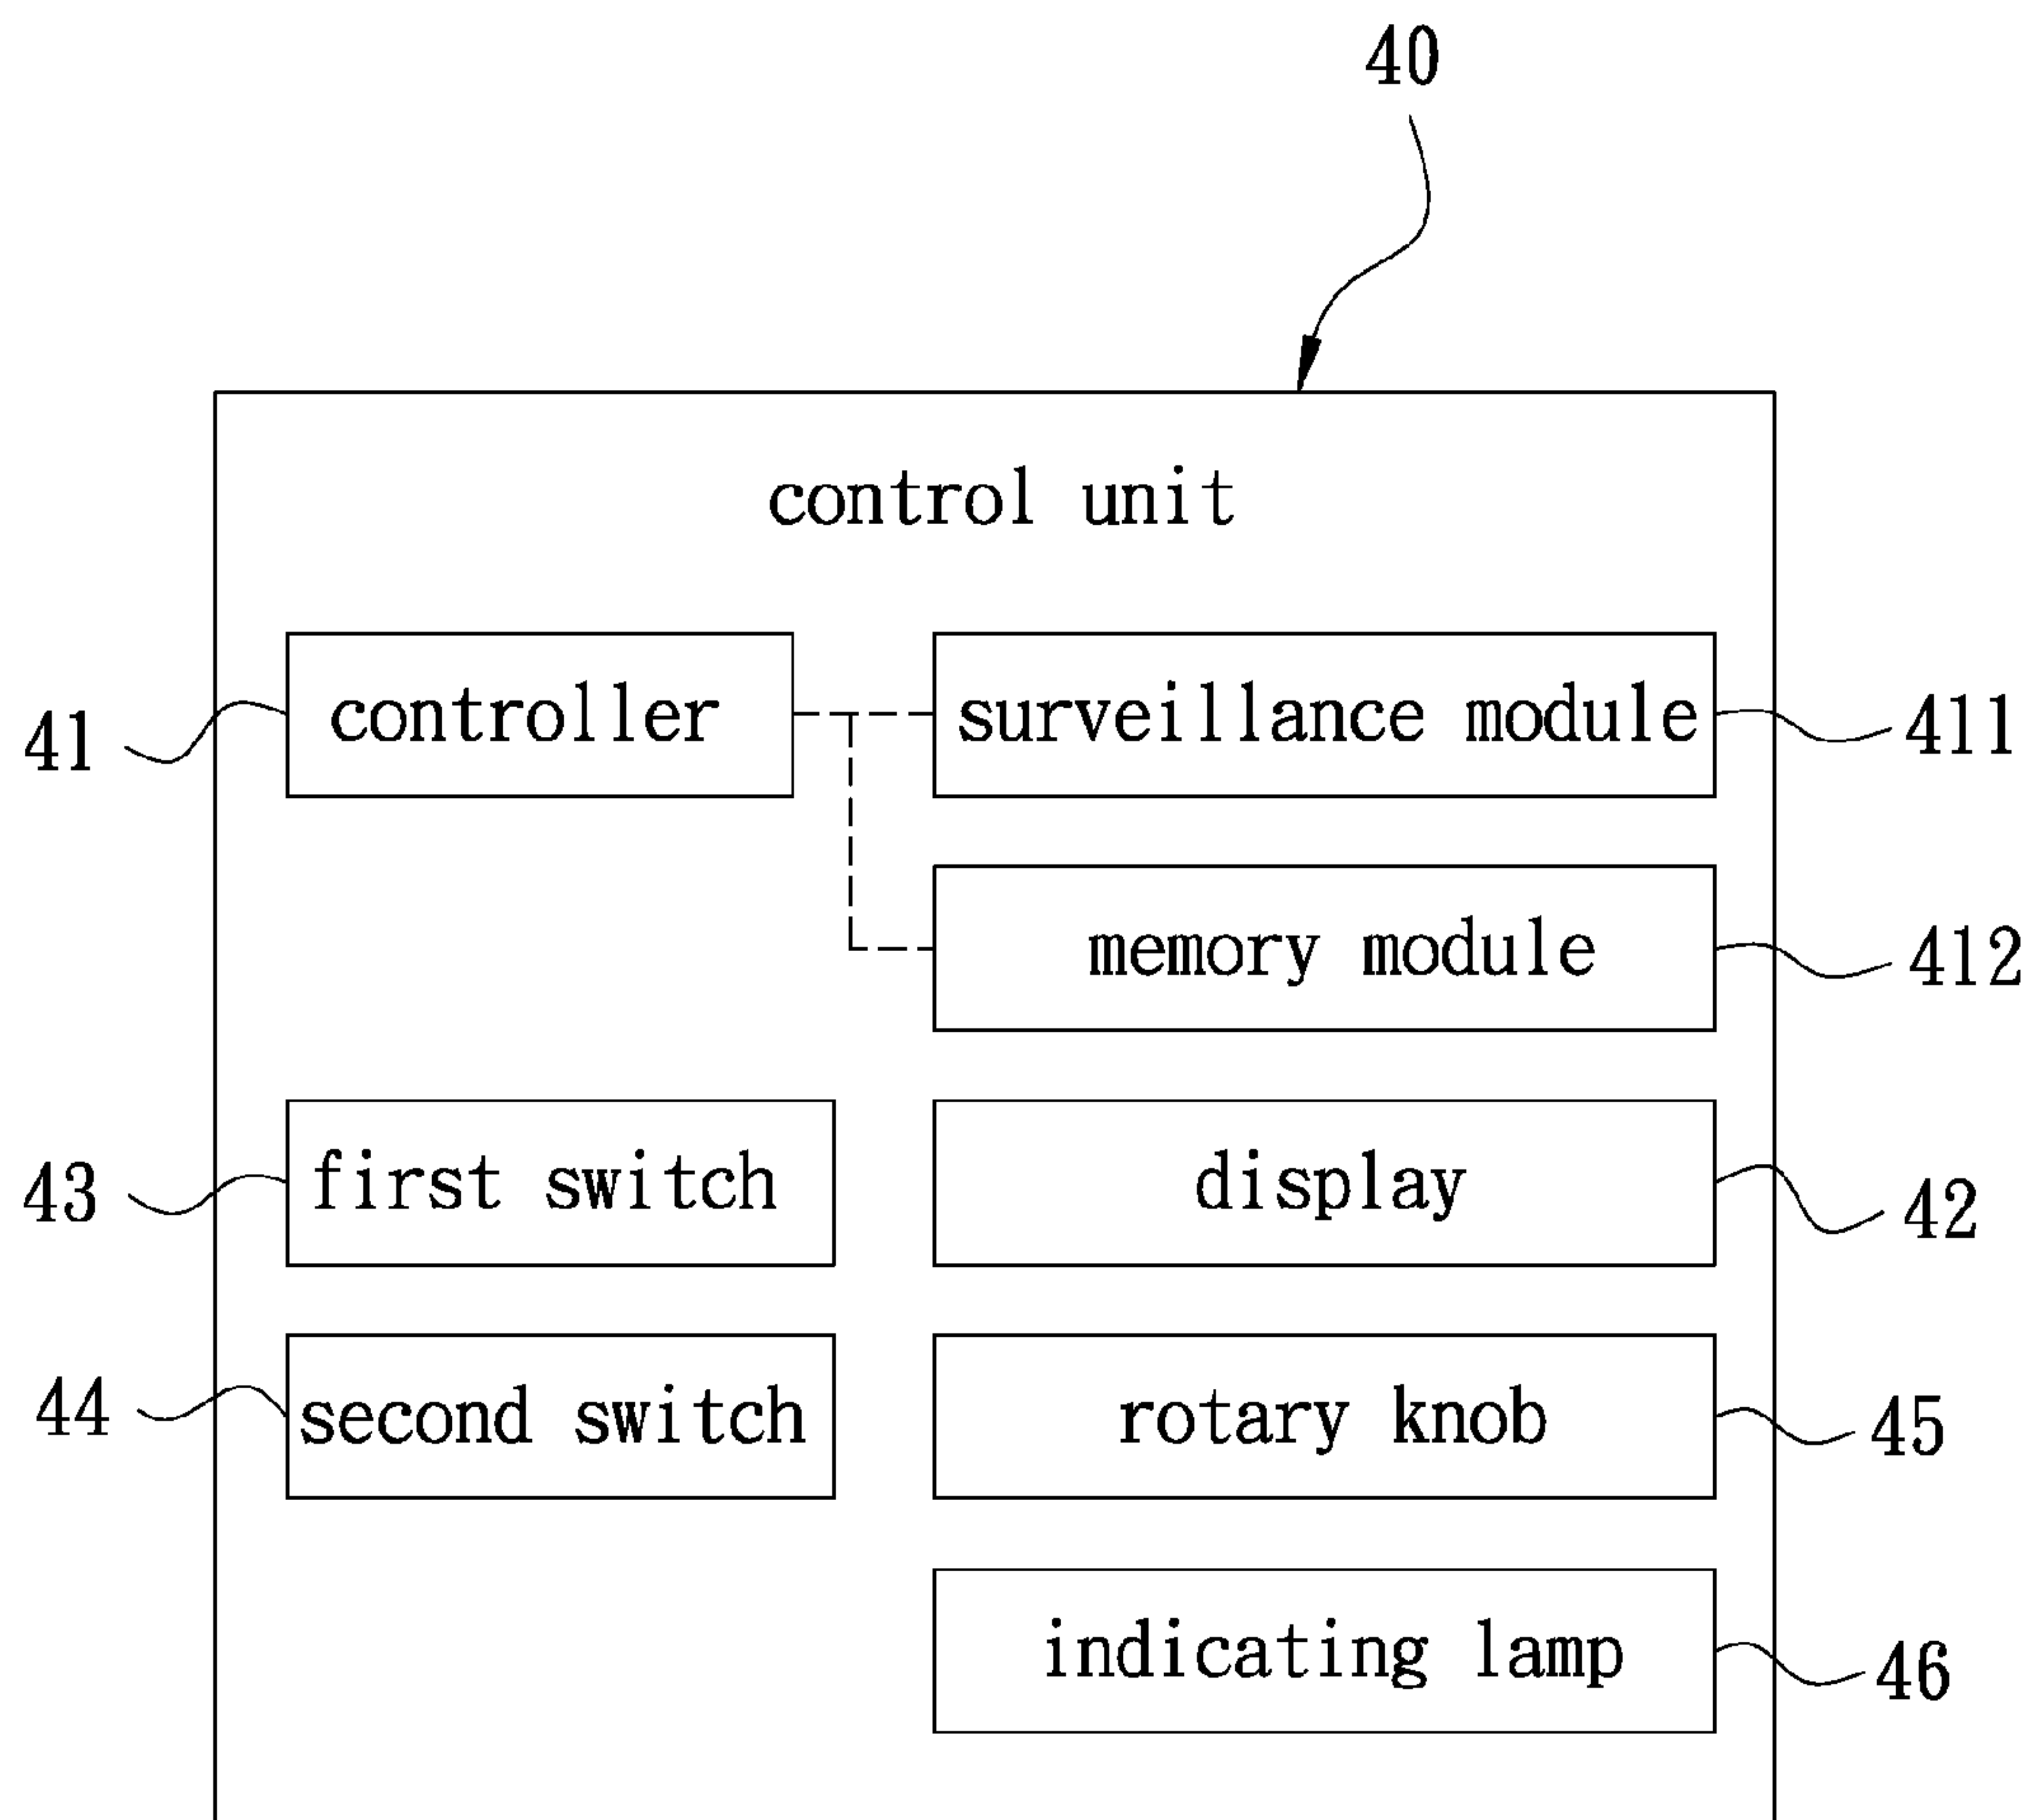 40
control unit
41 controller surveillance module 411
memory module 412
43 first switch display 42
44 second switch rotary knob 45
indicating lamp 46